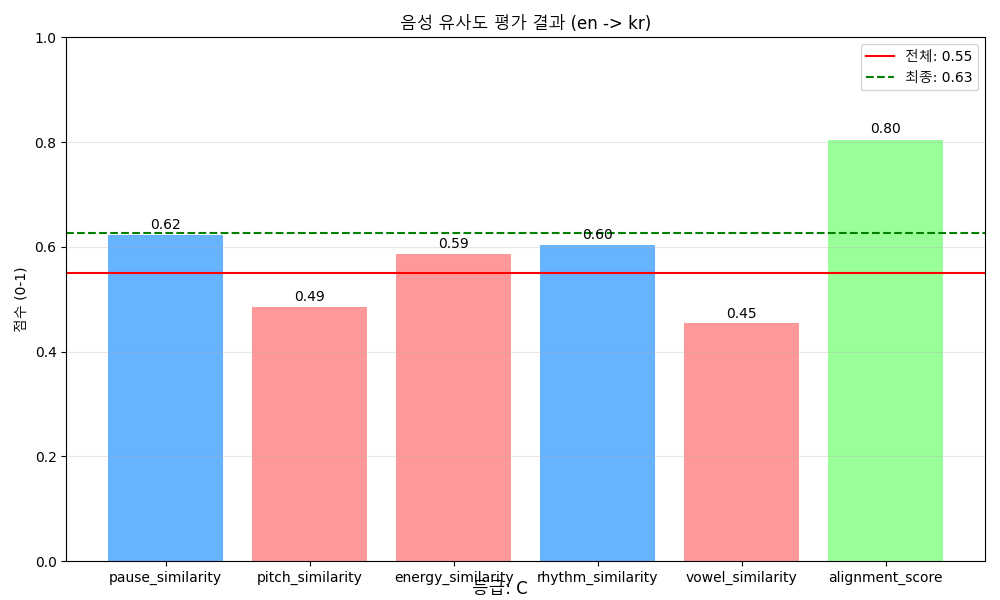 음성 유사도 평가 결과 (en -> kr)
전체: 0.55
최종: 0.63
점수 (0-1)
1.0
0.8
0.6
0.4
0.2
0.0
0.62
0.49
0.59
0.60
0.45
0.80
pause_similarity
pitch_similarity
energy_similarity
rhythm_similarity
vowel_similarity
alignment_score
등급: C